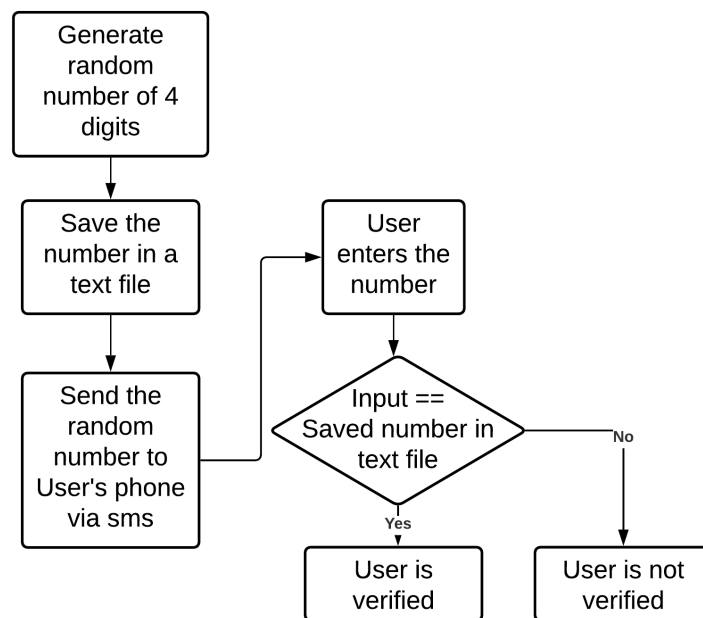 Generate
random
number of 4
digits
Save the
number in a
text file
Send the
random
number to
User's phone
via sms
User
enters the
number
Input ==
Saved number in
text file
No
Yes
User is
verified
User is not
verified